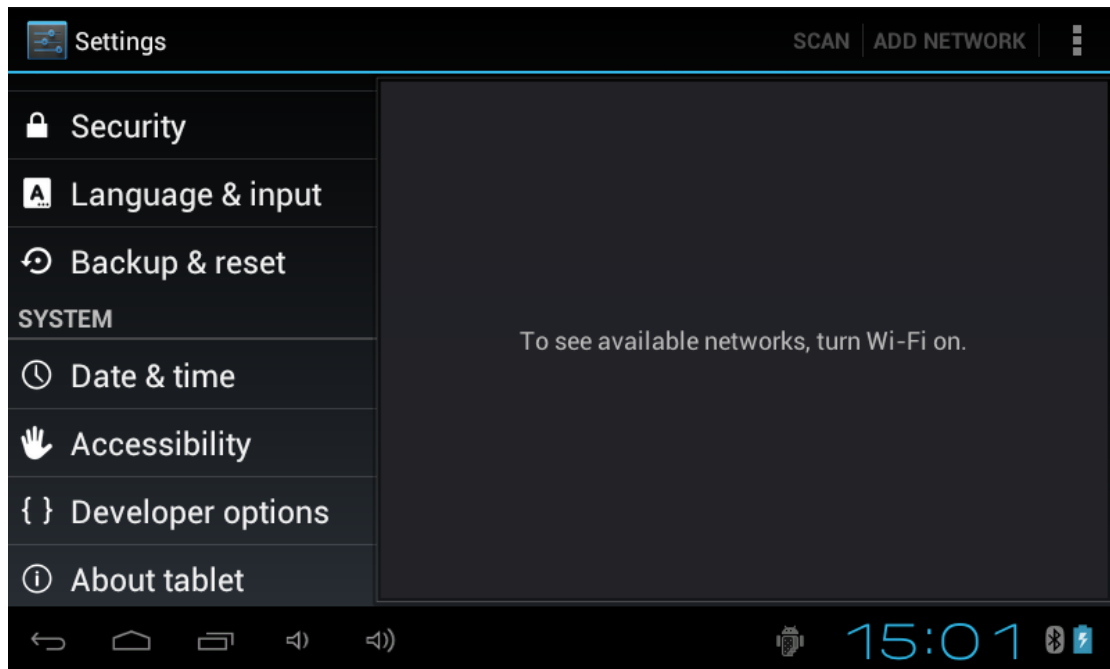 Settings
SCAN
ADD NETWORK
Security
Language & input
Backup & reset
SYSTEM
Date & time
Accessibility
{ } Developer options
About tablet
To see available networks, turn Wi-Fi on.
15:01